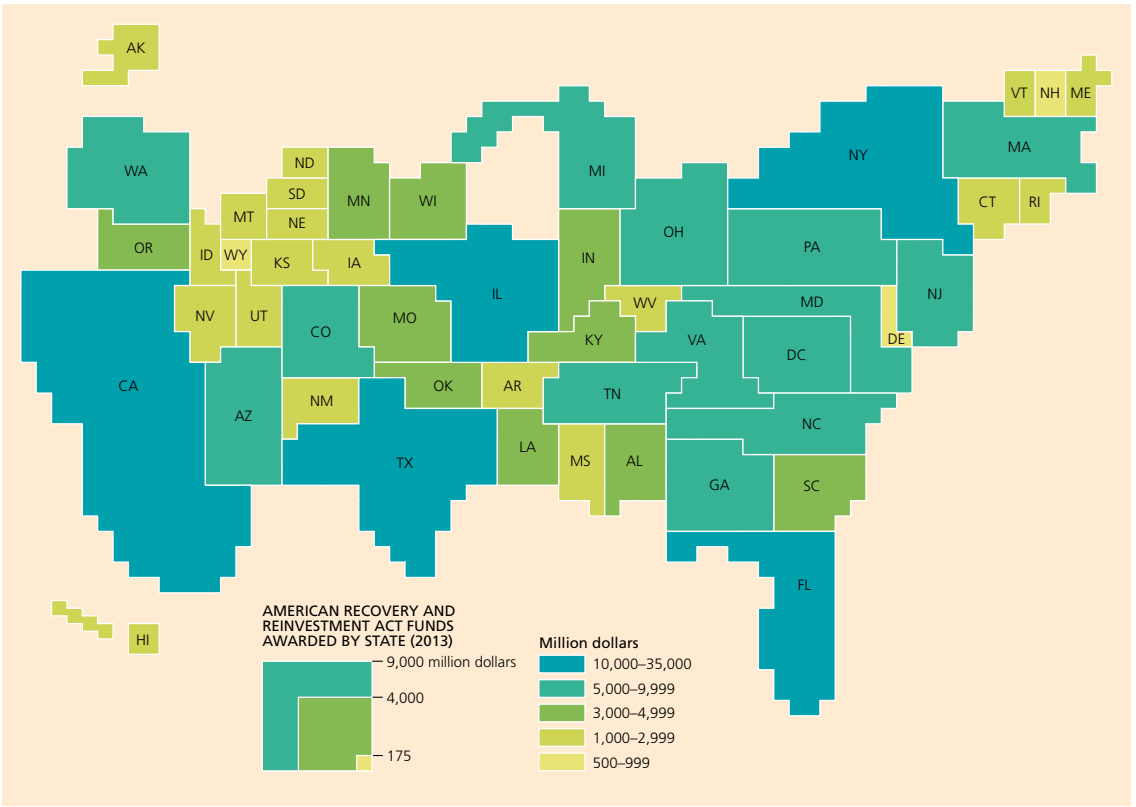 AK
VT NH ME
WA
ND
MI
NY
MA
SD
MN
WI
MT
NE
CT
RI
OR
ID
WY
KS
IA
OH
PA
IN
IL
NV
UT
CO
MO
WV
MD
NJ
KY
VA
DC
DE
CA
AZ
NM
OK
AR
TN
NC
TX
LA
MS
AL
GA
SC
FL
HI
AMERICAN RECOVERY AND
REINVESTMENT ACT FUNDS
AWARDED BY STATE (2013)
9,000 million dollars
4,000
175
Million dollars
10,000–35,000
5,000–9,999
3,000–4,999
1,000–2,999
500–999